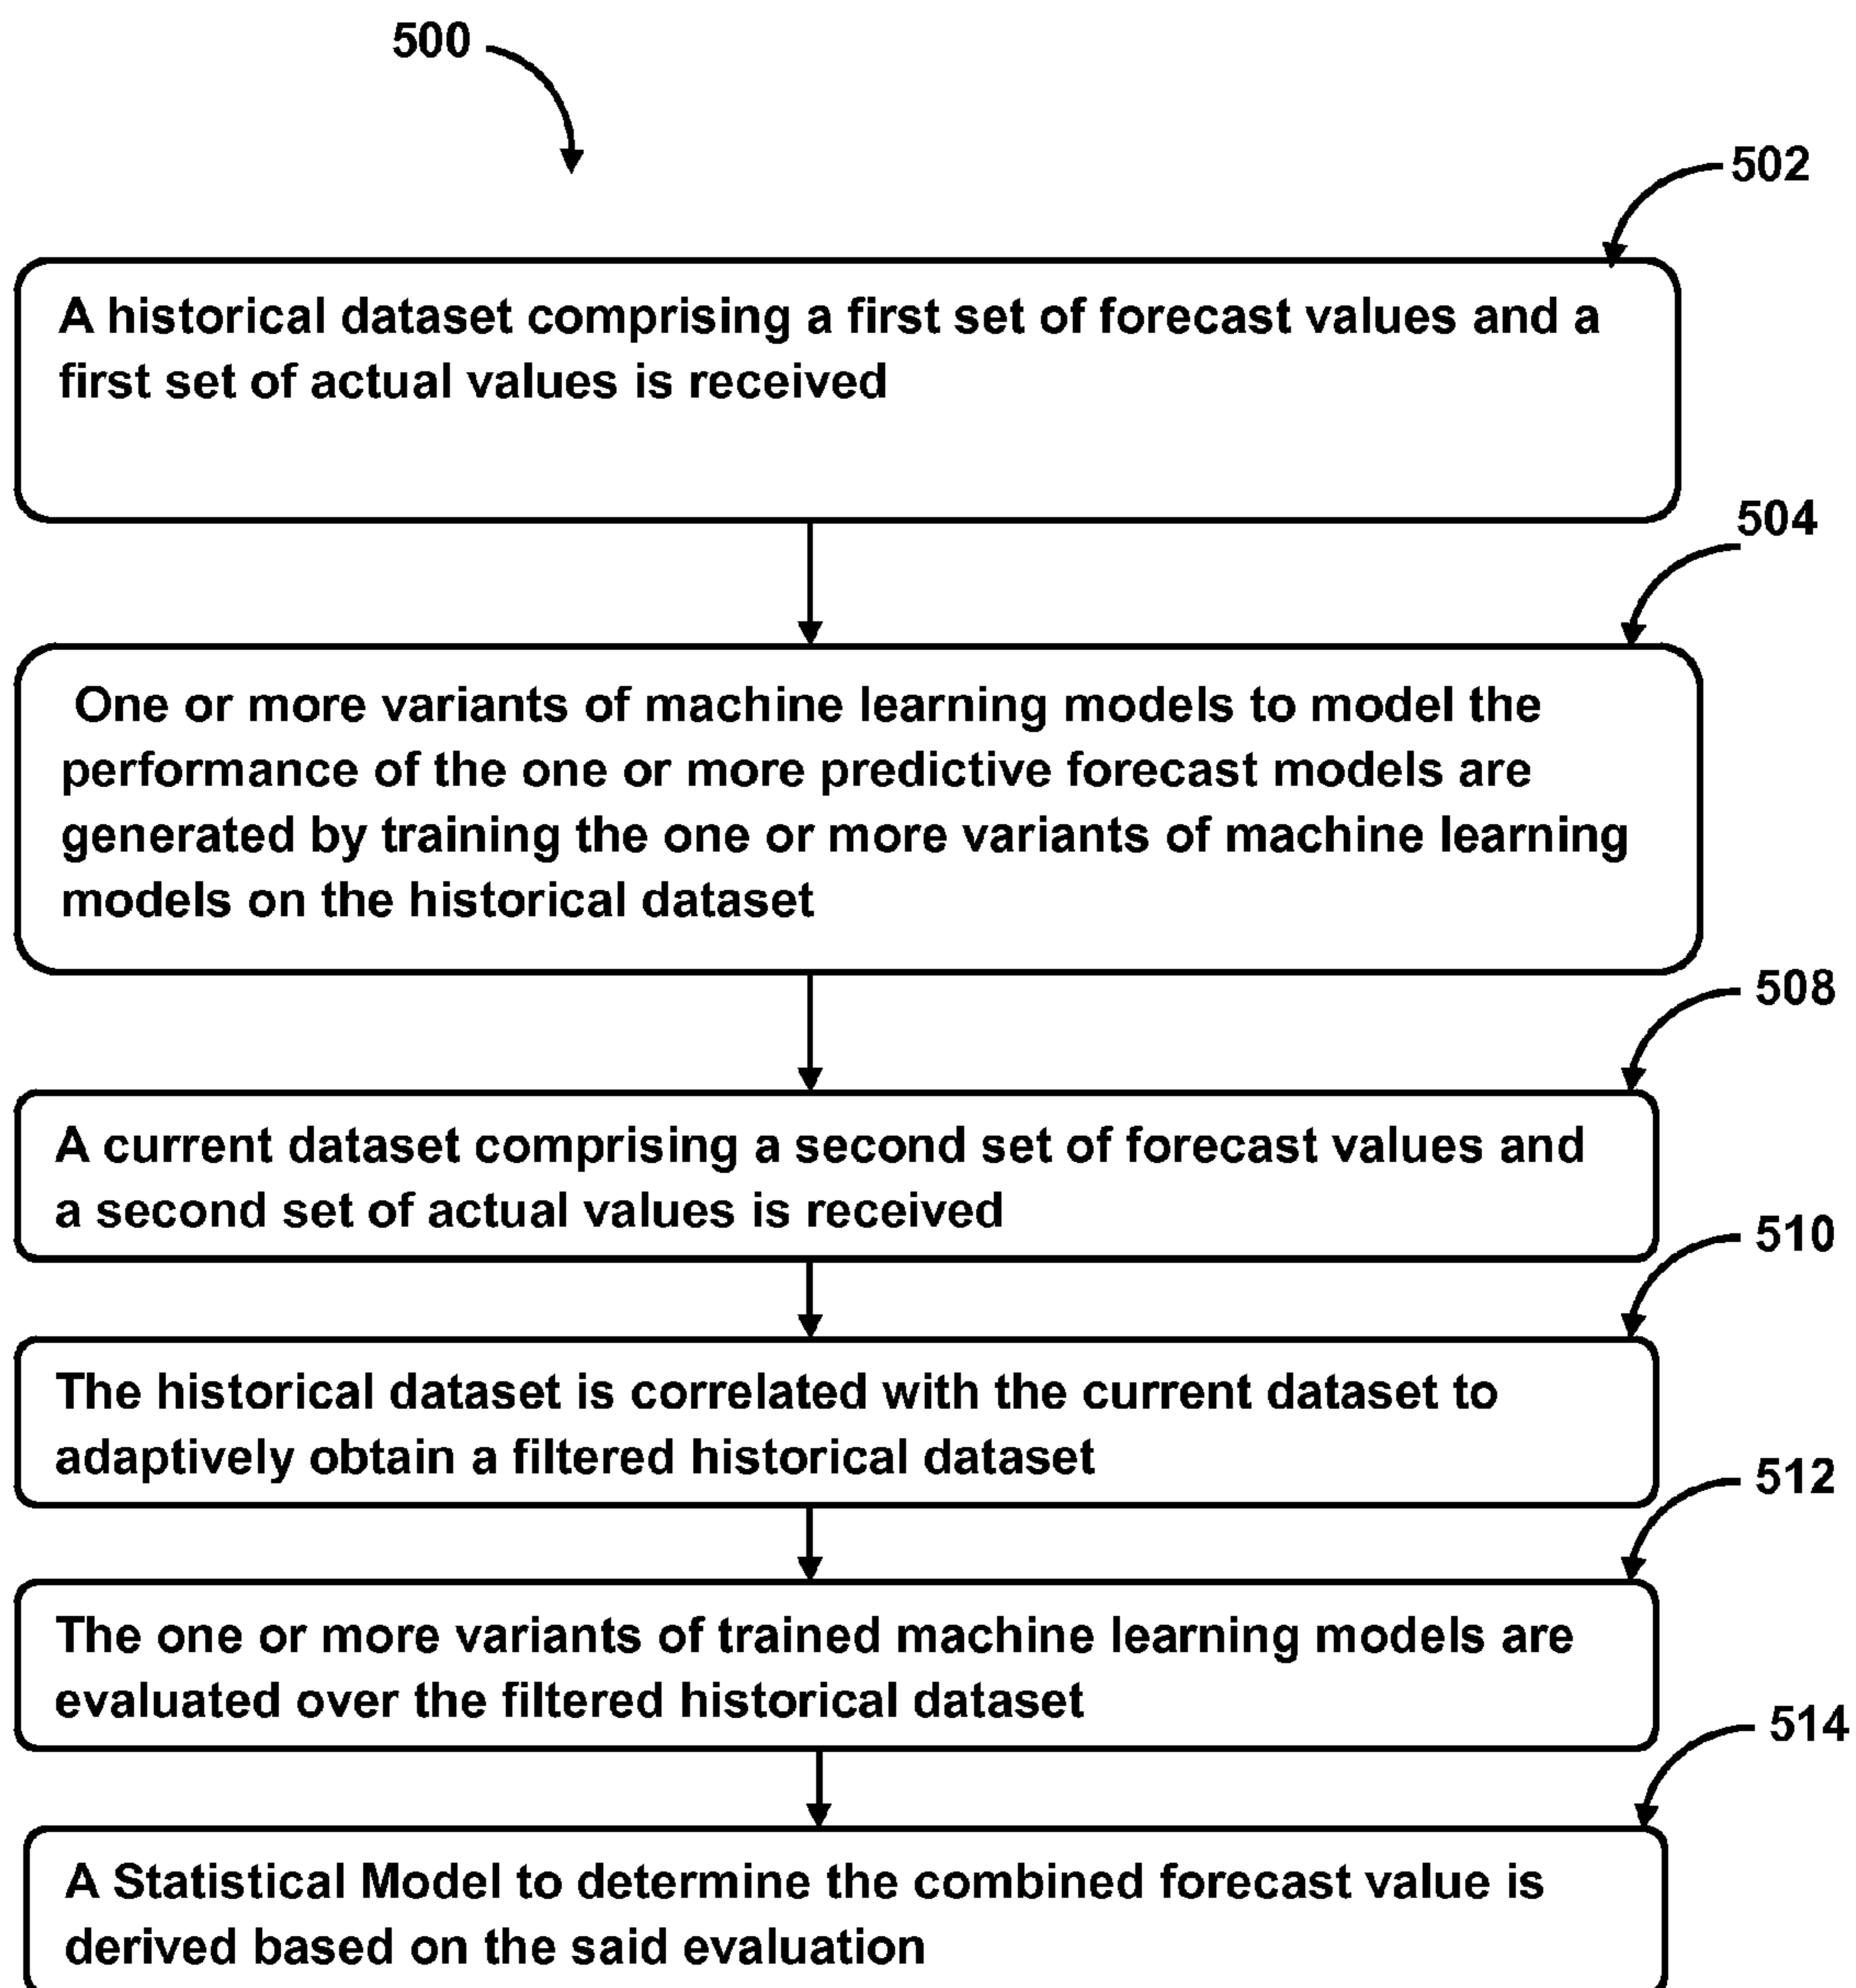 500
502
A historical dataset comprising a first set of forecast values and a
first set of actual values is received
504
One or more variants of machine learning models to model the
performance of the one or more predictive forecast models are
generated by training the one or more variants of machine learning
models on the historical dataset
508
A current dataset comprising a second set of forecast values and
a second set of actual values is received
510
The historical dataset is correlated with the current dataset to
adaptively obtain a filtered historical dataset
512
The one or more variants of trained machine learning models are
evaluated over the filtered historical dataset
514
A Statistical Model to determine the combined forecast value is
derived based on the said evaluation